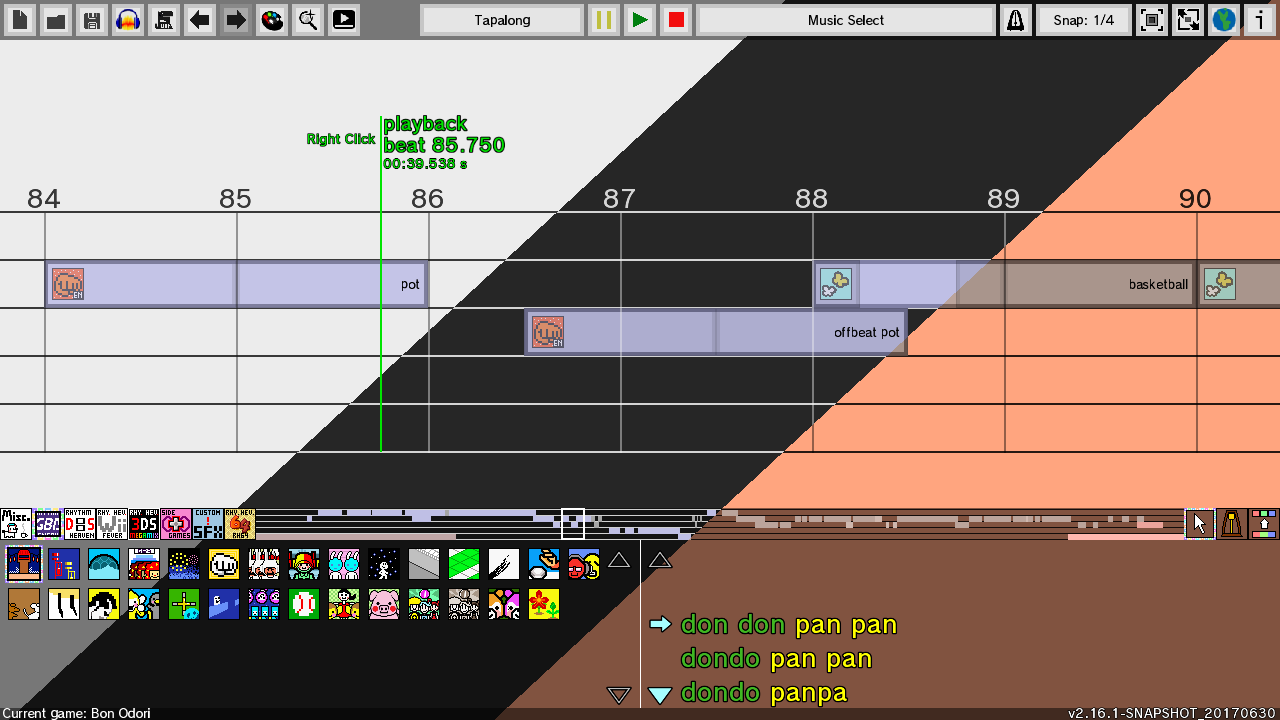 Tapalong
Music Select
Snap: 1/4
playback
Right Click
beat 85.750
00:39.538 s
84 85 86 87 88 89 90
pot
basketball
offbeat pot
don don pan pan
dondo pan pan
dondo panpa
Current game: Bon Odori
v2.16.1-SNAPSHOT_20170630